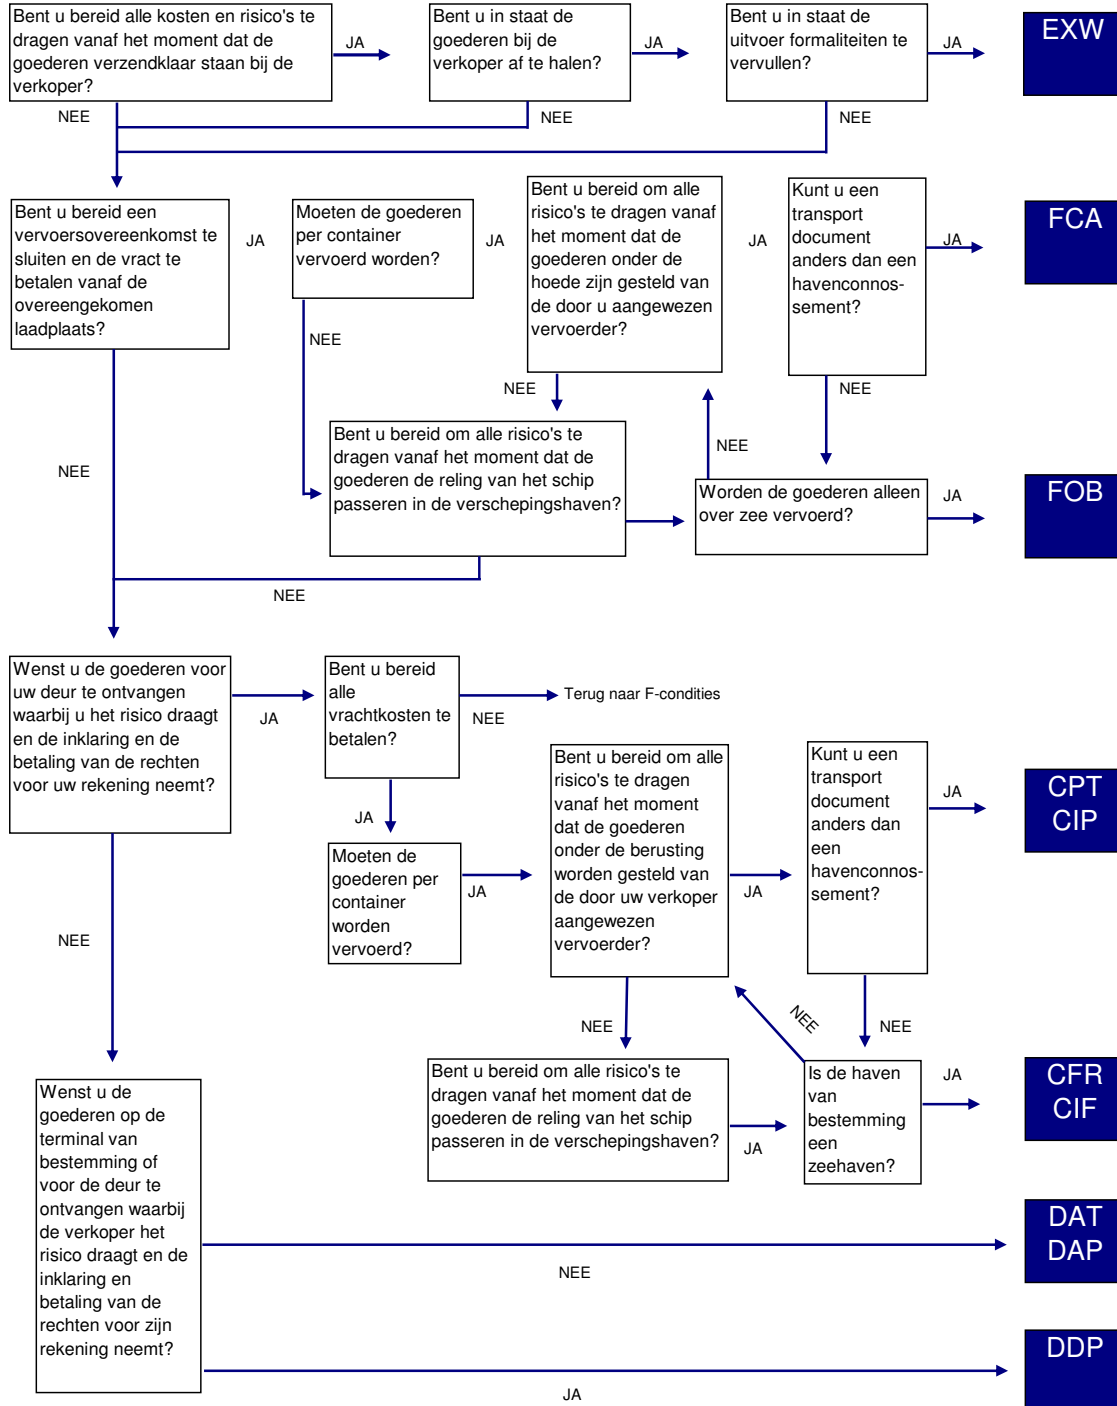 Bent u bereid alle kosten en risico's te
dragen vanaf het moment dat de
goederen verzendklaar staan bij de
verkoper?
JA
Bent u in staat de
goederen bij de
verkoper af te halen?
JA
Bent u in staat de
uitvoer formaliteiten te
vervullen?
JA
EXW
NEE
NEE
NEE
Bent u bereid een
vervoersovereenkomst te
sluiten en de vract te
betalen vanaf de
overeengekomen
laadplaats?
JA
Moeten de goederen
per container
vervoerd worden?
JA
Bent u bereid om alle
risico's te dragen vanaf
het moment dat de
goederen onder de
hoede zijn gesteld van
de door u aangewezen
vervoerder?
JA
Kunt u een
transport
document
anders dan een
havenconnos-
sement?
JA
FCA
NEE
NEE
NEE
NEE
Bent u bereid om alle risico's te
dragen vanaf het moment dat de
goederen de reling van het schip
passeren in de verschepingshaven?
NEE
Worden de goederen alleen
over zee vervoerd?
JA
FOB
NEE
Wenst u de goederen voor
uw deur te ontvangen
waarbij u het risico draagt
en de inklaring en de
betaling van de rechten
voor uw rekening neemt?
JA
Bent u bereid
alle
vrachtkosten te
betalen?
NEE
Terug naar F-condities
JA
Moeten de
goederen per
container
worden
vervoerd?
JA
Bent u bereid om alle
risico's te dragen
vanaf het moment
dat de goederen
onder de berusting
worden gesteld van
de door uw verkoper
aangewezen
vervoerder?
JA
Kunt u een
transport
document
anders dan
een
havenconnos-
sement?
JA
CPT
CIP
NEE
NEE
NEE
NEE
Bent u bereid om alle risico's te
dragen vanaf het moment dat de
goederen de reling van het schip
passeren in de verschepingshaven?
JA
Is de haven
van
bestemming
een
zeehaven?
JA
CFR
CIF
Wenst u de
goederen op de
terminal van
bestemming of
voor de deur te
ontvangen waarbij
de verkoper het
risico draagt en de
inklaring en
betaling van de
rechten voor zijn
rekening neemt?
NEE
DAT
DAP
JA
DDP